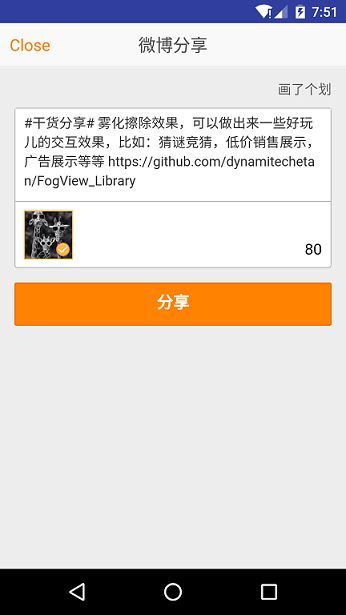 7:51
Close
微博分享
画了个划
#干货分享# 雾化擦除效果，可以做出来一些好玩
儿的交互效果，比如：猜谜竞猜，低价销售展示，
广告展示等等 https://github.com/dynamitecheta
n/FogView_Library
80
分享